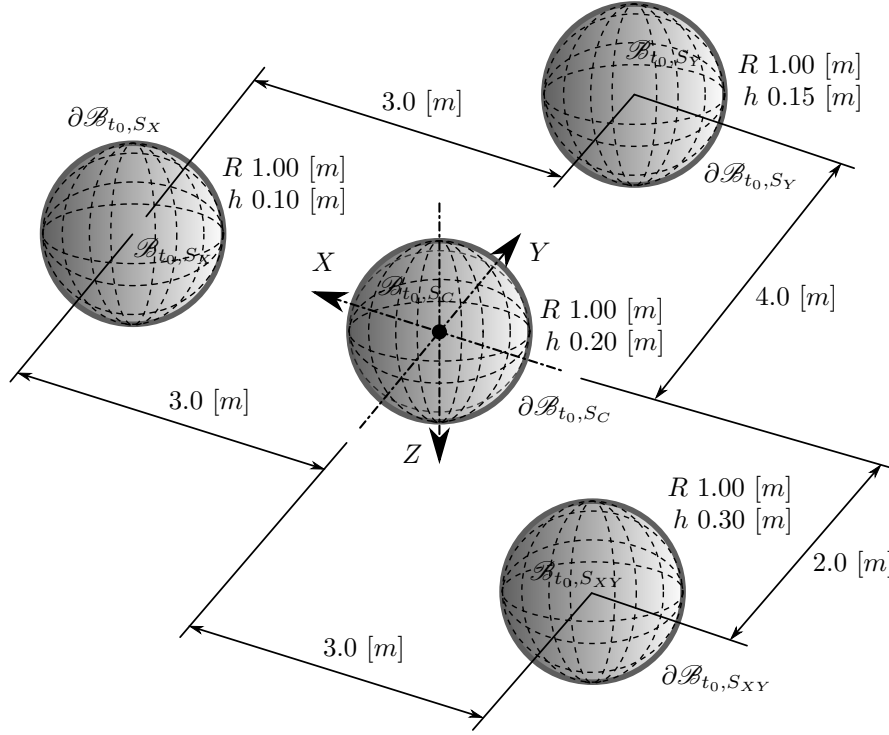 ℬ_{t_0,S_Y}
R 1.00 [m]
h 0.15 [m]
3.0 [m]
∂ℬ_{t_0,S_X}
R 1.00 [m]
h 0.10 [m]
∂ℬ_{t_0,S_Y}
ℬ_{t_0,S_X}
X
Y
ℬ_{t_0,S_C}
R 1.00 [m]
h 0.20 [m]
4.0 [m]
3.0 [m]
∂ℬ_{t_0,S_C}
Z
R 1.00 [m]
h 0.30 [m]
2.0 [m]
ℬ_{t_0,S_{XY}}
3.0 [m]
∂ℬ_{t_0,S_{XY}}